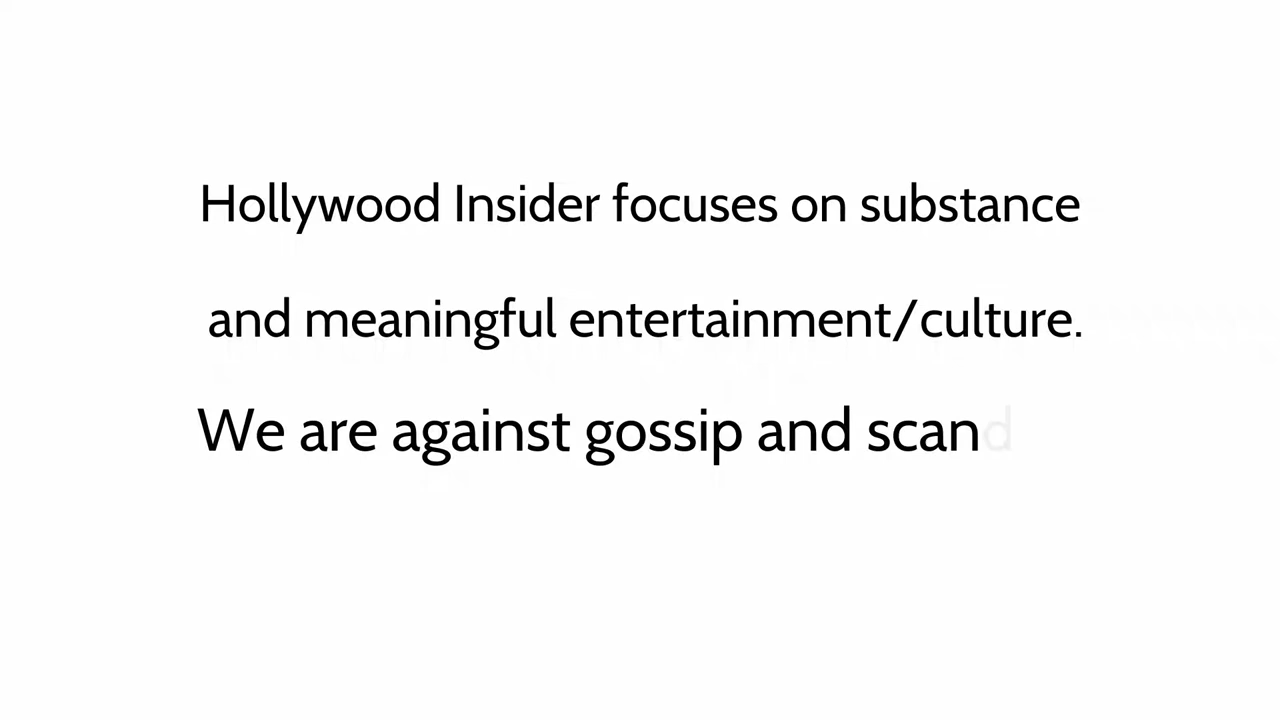 Hollywood Insider focuses on substance
and meaningful entertainment/culture.
We are against gossip and scand